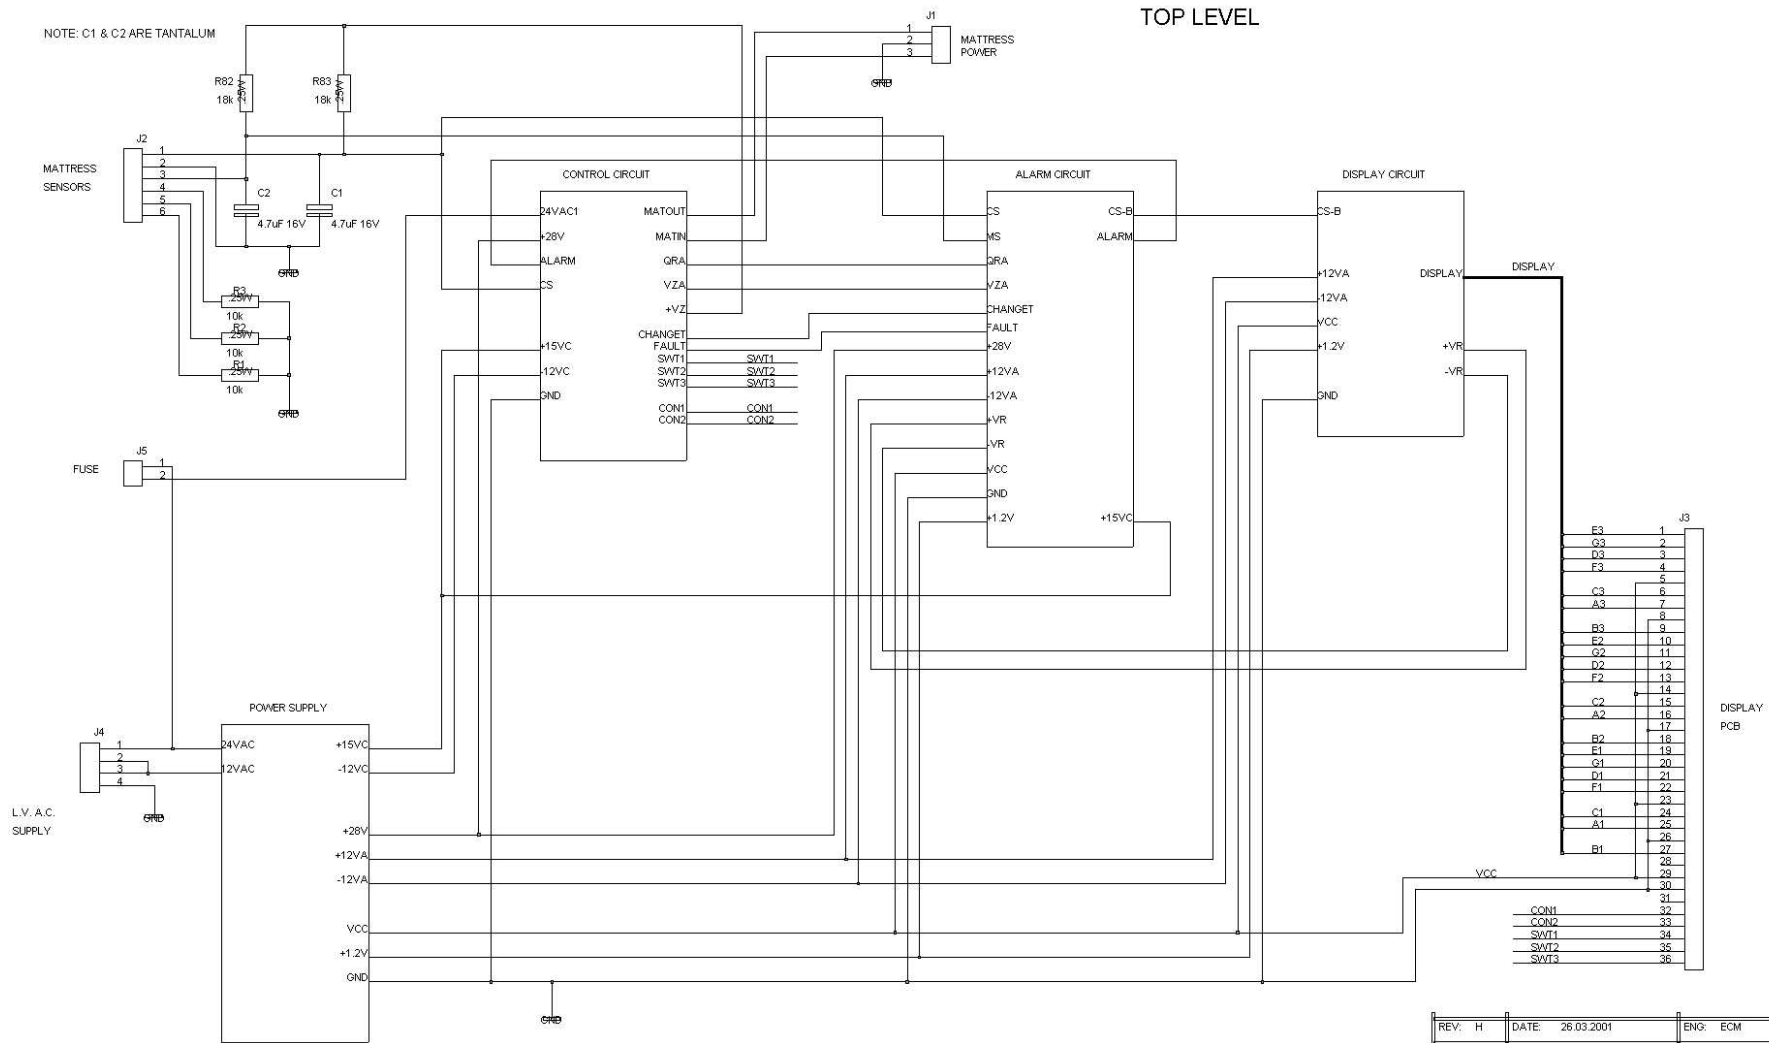 TOP LEVEL
NOTE: C1 & C2 ARE TANTALUM
J1
1
2
3
MATTRESS
POWER
GND
R82
18k
.25W
R83
18k
.25W
J2
MATTRESS
SENSORS
1
2
3
4
5
6
C2
4.7uF 16V
C1
4.7uF 16V
GND
R3
.25W
10k
R2
.25W
10k
R1
.25W
10k
GND
CONTROL CIRCUIT
24VAC1
+28V
ALARM
CS
+15VC
-12VC
GND
MATOUT
MATIN
QRA
VZA
+VZ
CHANGET
FAULT
SWT1 SWT1
SWT2 SWT2
SWT3 SWT3
CON1 CON1
CON2 CON2
ALARM CIRCUIT
CS
MS
QRA
VZA
CHANGET
FAULT
+28V
+12VA
-12VA
+VR
-VR
VCC
GND
+1.2V
CS-B
ALARM
+15VC
DISPLAY CIRCUIT
CS-B
+12VA
-12VA
VCC
+1.2V
GND
DISPLAY
+VR
-VR
DISPLAY
J5
FUSE
1
2
POWER SUPPLY
24VAC
12VAC
+15VC
-12VC
+28V
+12VA
-12VA
VCC
+1.2V
GND
J4
1
2
3
4
L.V. A.C.
SUPPLY
GND
GND
J3
E3 1
G3 2
D3 3
F3 4
5
C3 6
A3 7
8
B3 9
E2 10
G2 11
D2 12
F2 13
14
C2 15
A2 16
17
B2 18
E1 19
G1 20
D1 21
F1 22
23
C1 24
A1 25
26
B1 27
28
VCC 29
30
31
CON1 32
CON2 33
SWT1 34
SWT2 35
SWT3 36
DISPLAY
PCB
REV: H DATE: 26.03.2001 ENG: ECM